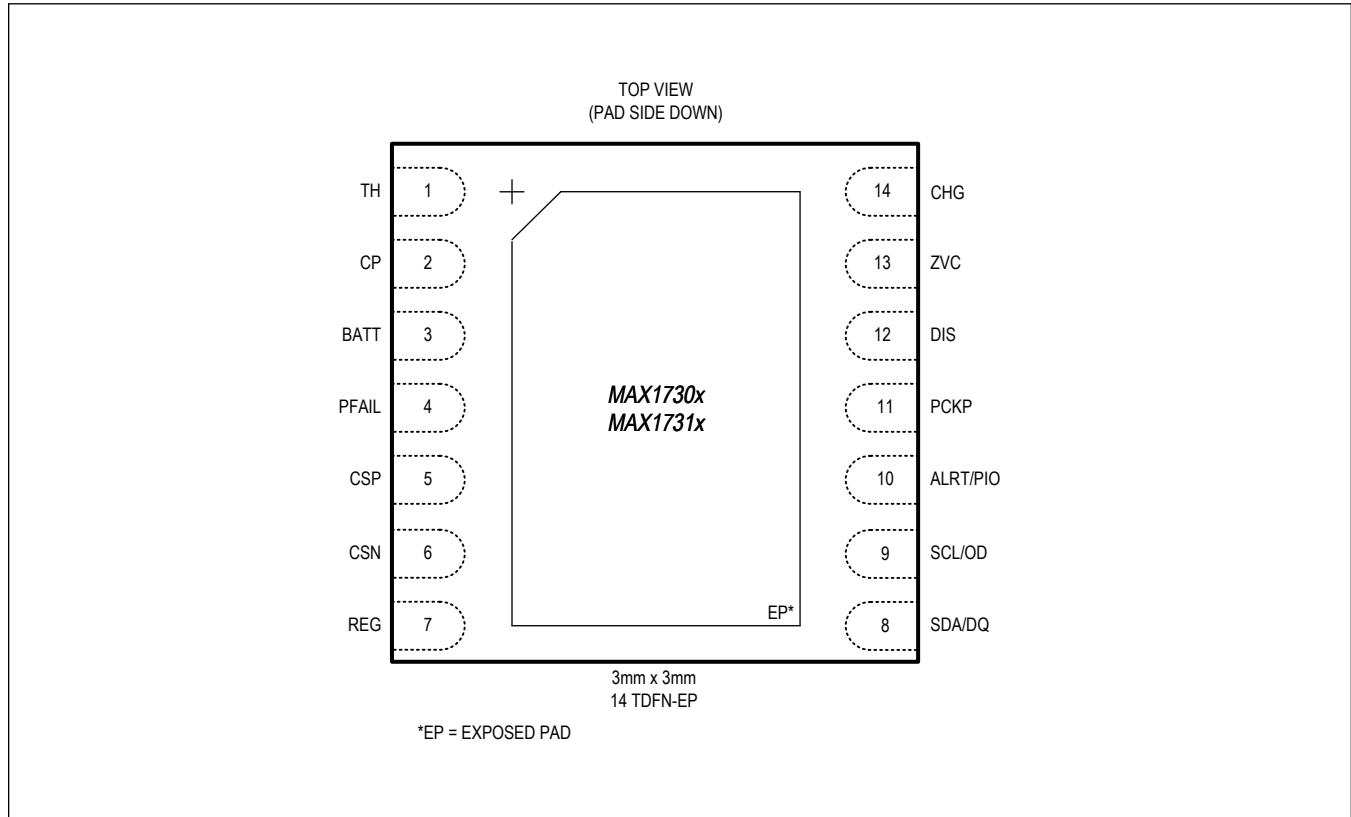 TOP VIEW
(PAD SIDE DOWN)
TH 1 + 14 CHG
CP 2 13 ZVC
BATT 3 12 DIS
MAX1730x
MAX1731x
PFAIL 4 11 PCKP
CSP 5 10 ALRT/PIO
CSN 6 9 SCL/OD
EP*
REG 7 8 SDA/DQ
3mm x 3mm
14 TDFN-EP
*EP = EXPOSED PAD